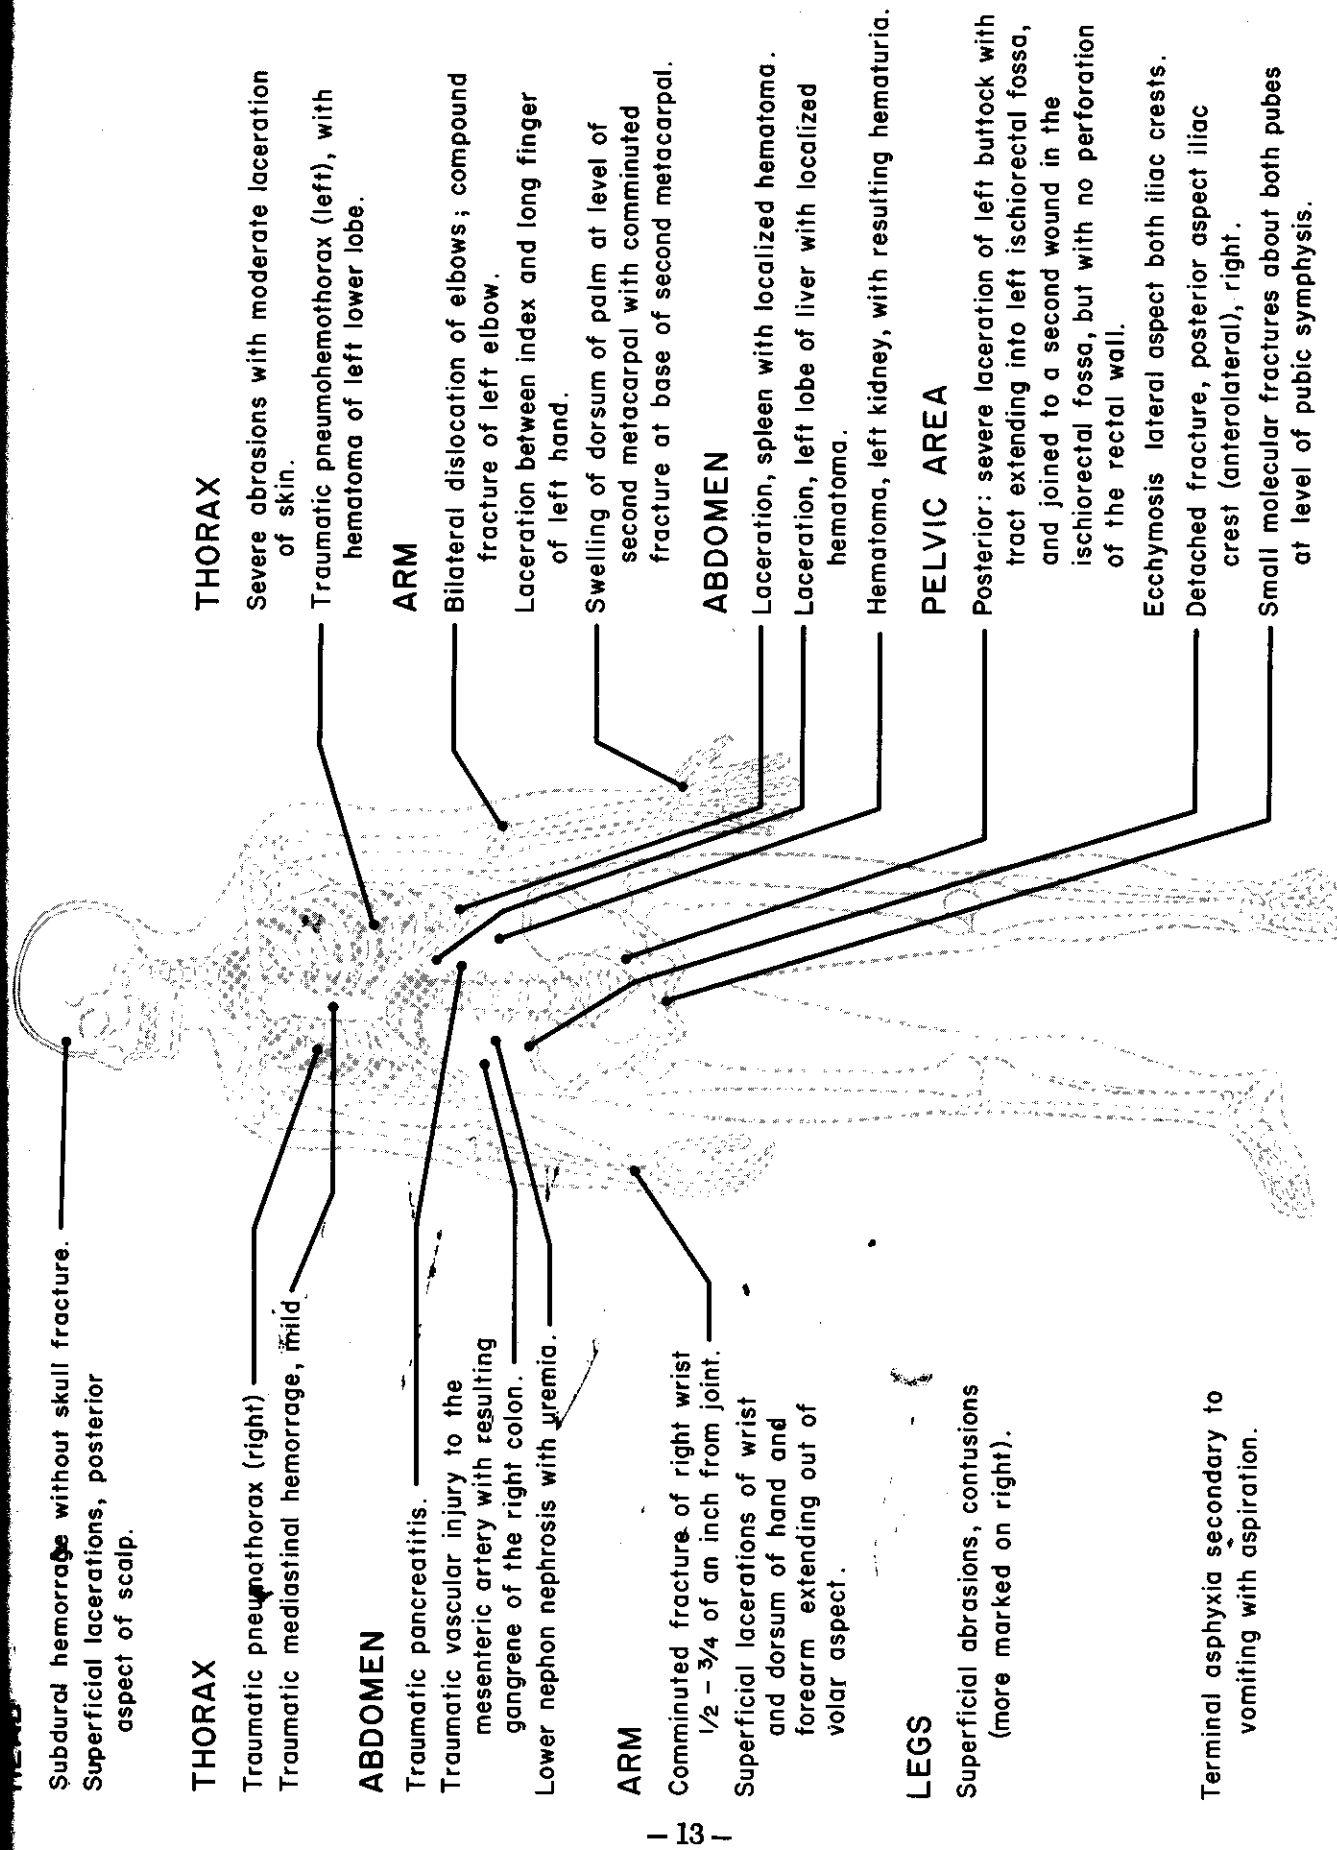 Subdural hemorrage without skull fracture.
Superficial lacerations, posterior
aspect of scalp.
THORAX
Traumatic pneumothorax (right)
Traumatic mediastinal hemorrage, mild
ABDOMEN
Traumatic pancreatitis.
Traumatic vascular injury to the
mesenteric artery with resulting
gangrene of the right colon.
Lower nephon nephrosis with uremia.
ARM
Comminuted fracture of right wrist
1/2 - 3/4 of an inch from joint.
Superficial lacerations of wrist
and dorsum of hand and
forearm extending out of
volar aspect.
LEGS
Superficial abrasions, contusions
(more marked on right).
Terminal asphyxia secondary to
vomiting with aspiration.
THORAX
Severe abrasions with moderate laceration
of skin.
Traumatic pneumohemothorax (left), with
hematoma of left lower lobe.
ARM
Bilateral dislocation of elbows; compound
fracture of left elbow.
Laceration between index and long finger
of left hand.
Swelling of dorsum of palm at level of
second metacarpal with comminuted
fracture at base of second metacarpal.
ABDOMEN
Laceration, spleen with localized hematoma.
Laceration, left lobe of liver with localized
hematoma.
Hematoma, left kidney, with resulting hematuria.
PELVIC AREA
Posterior: severe laceration of left buttock with
tract extending into left ischiorectal fossa,
and joined to a second wound in the
ischiorectal fossa, but with no perforation
of the rectal wall.
Ecchymosis lateral aspect both iliac crests.
Detached fracture, posterior aspect iliac
crest (anterolateral), right.
Small molecular fractures about both pubes
at level of pubic symphysis.
- 13 -